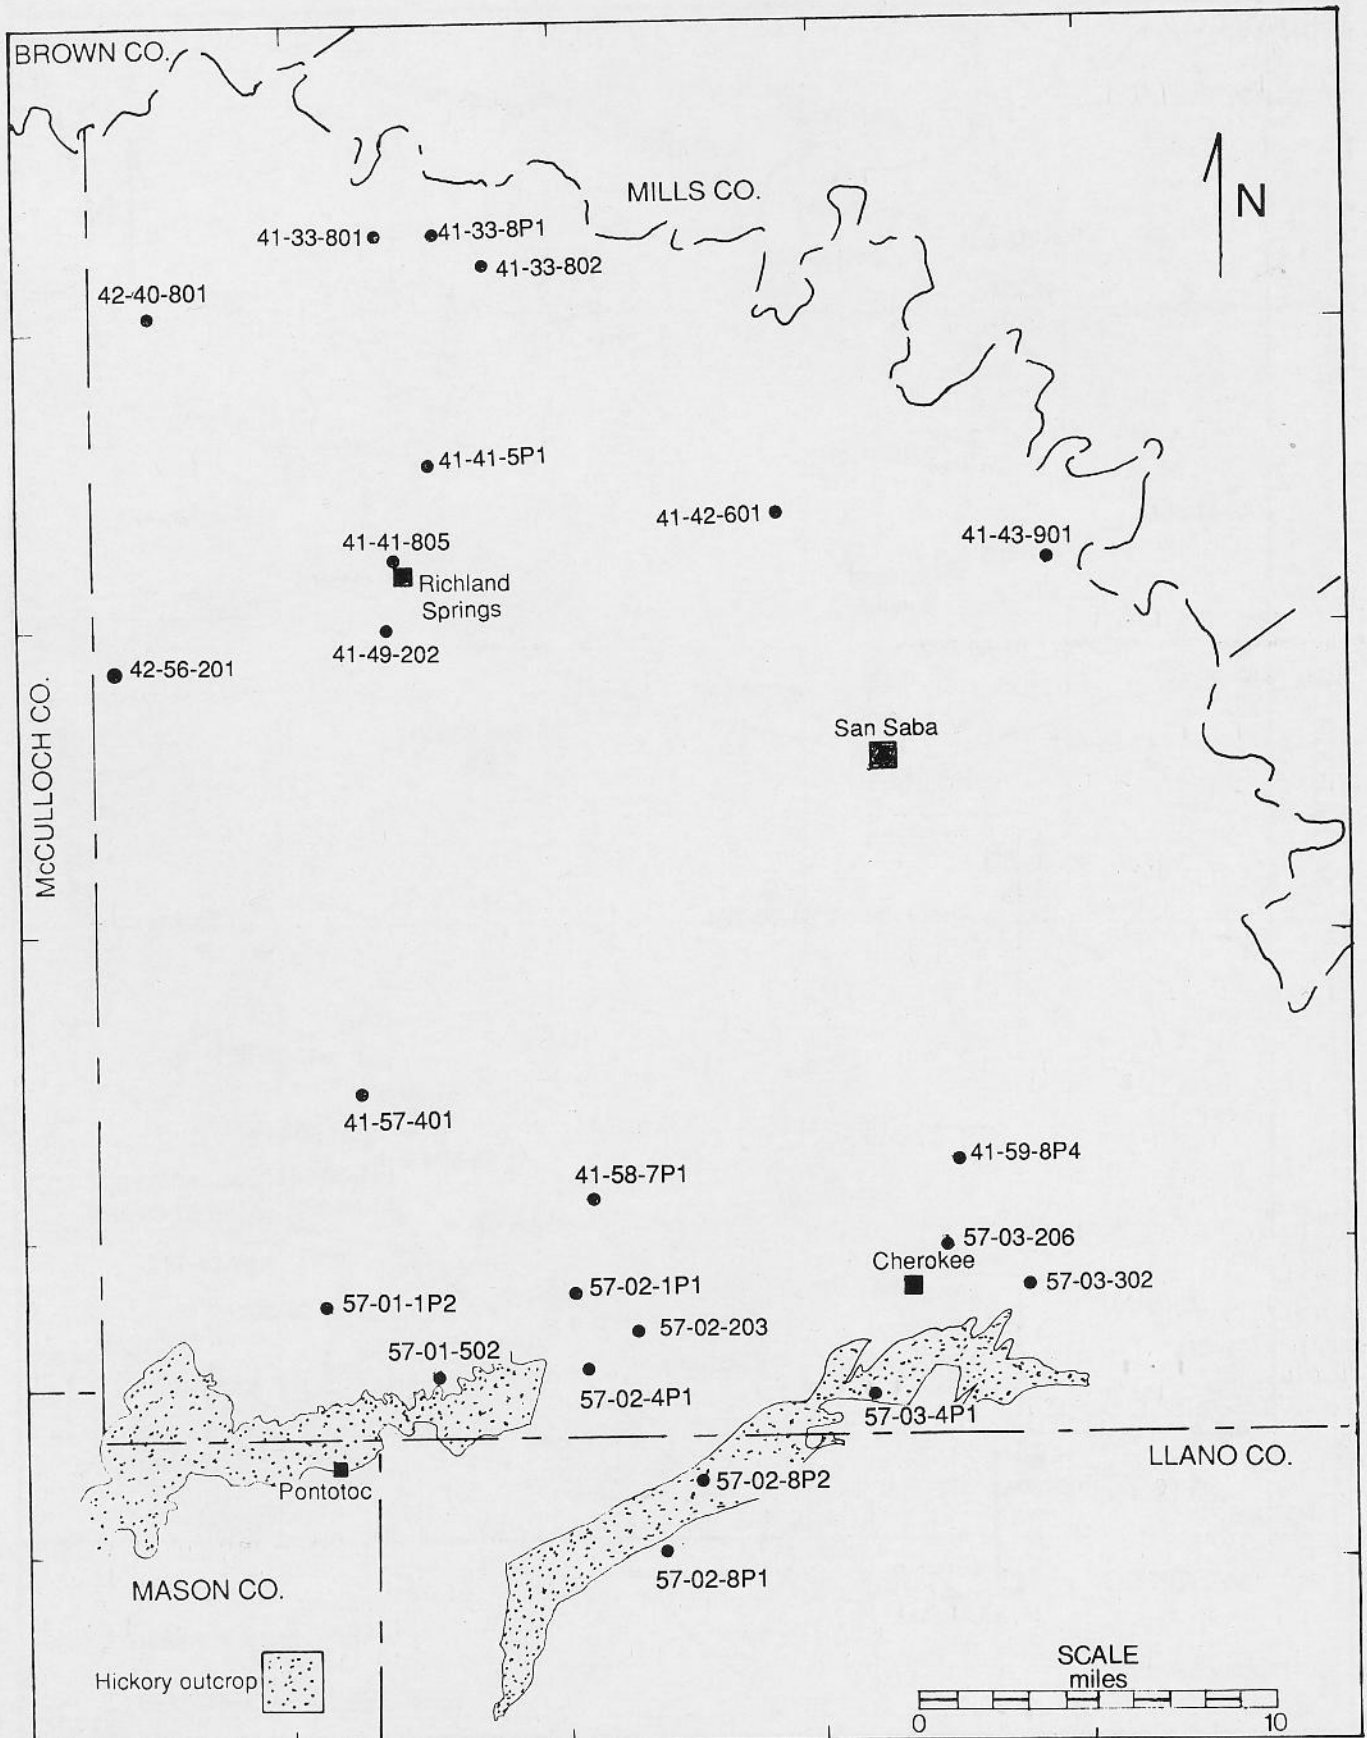 BROWN CO.
MILLS CO.
N
41-33-801
41-33-8P1
41-33-802
42-40-801
41-41-5P1
41-42-601
41-43-901
41-41-805
Richland
Springs
41-49-202
42-56-201
McCULLOCH CO.
San Saba
41-57-401
41-58-7P1
41-59-8P4
57-03-206
Cherokee
57-03-302
57-02-1P1
57-01-1P2
57-02-203
57-01-502
57-02-4P1
57-03-4P1
LLANO CO.
57-02-8P2
Pontotoc
57-02-8P1
MASON CO.
Hickory outcrop
SCALE
miles
0 10